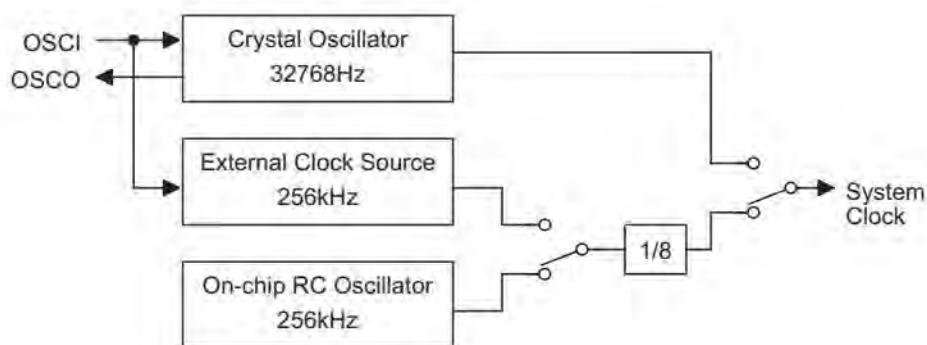 OSCI
OSCO
Crystal Oscillator
32768Hz
External Clock Source
256kHz
On-chip RC Oscillator
256kHz
1/8
System
Clock